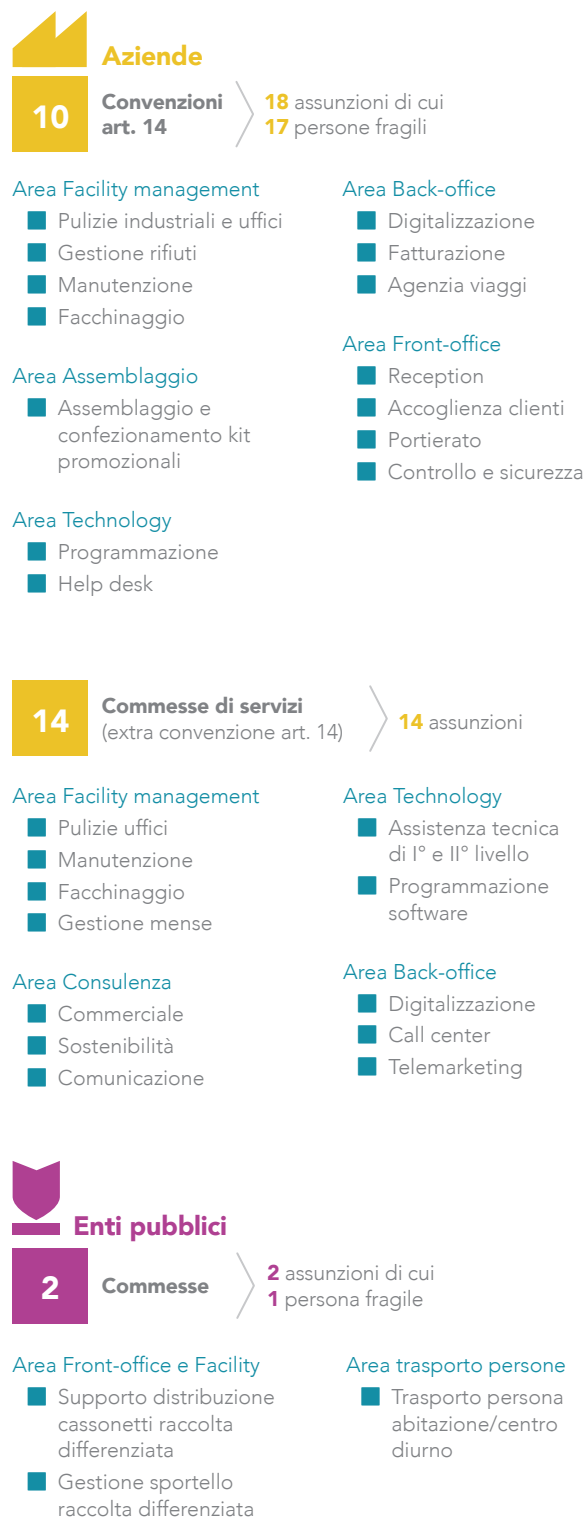 Aziende
10
Convenzioni
art. 14
18 assunzioni di cui
17 persone fragili
Area Facility management
Pulizie industriali e uffici
Gestione rifiuti
Manutenzione
Facchinaggio
Area Assemblaggio
Assemblaggio e
confezionamento kit
promozionali
Area Technology
Programmazione
Help desk
Area Back-office
Digitalizzazione
Fatturazione
Agenzia viaggi
Area Front-office
Reception
Accoglienza clienti
Portierato
Controllo e sicurezza
14
Commesse di servizi
(extra convenzione art. 14)
14 assunzioni
Area Facility management
Pulizie uffici
Manutenzione
Facchinaggio
Gestione mense
Area Consulenza
Commerciale
Sostenibilità
Comunicazione
Area Technology
Assistenza tecnica
di I° e II° livello
Programmazione
software
Area Back-office
Digitalizzazione
Call center
Telemarketing
Enti pubblici
2
Commesse
2 assunzioni di cui
1 persona fragile
Area Front-office e Facility
Supporto distribuzione
cassonetti raccolta
differenziata
Gestione sportello
raccolta differenziata
Area trasporto persone
Trasporto persona
abitazione/centro
diurno